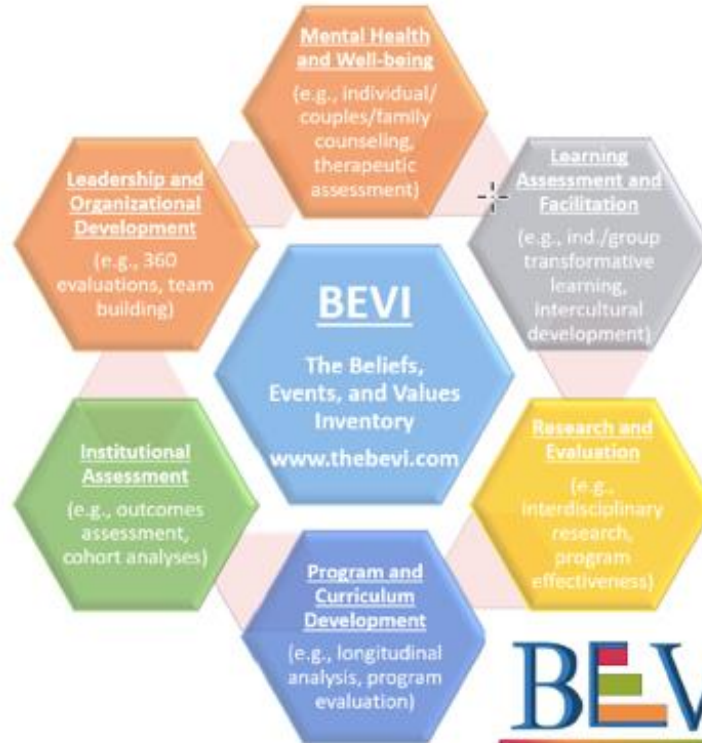 Mental Health
and Well-being
(e.g., individual/
couples/family
counseling,
therapeutic
assessment)
Learning
Assessment and
Facilitation
(e.g., ind./group
transformative
learning,
intercultural
development)
Leadership and
Organizational
Development
(e.g., 360
evaluations, team
building)
BEVI
The Beliefs,
Events, and Values
Inventory
www.thebevi.com
Institutional
Assessment
(e.g., outcomes
assessment,
cohort analyses)
Research and
Evaluation
(e.g.,
interdisciplinary
research,
program
effectiveness)
Program and
Curriculum
Development
(e.g., longitudinal
analysis, program
evaluation)
BEV